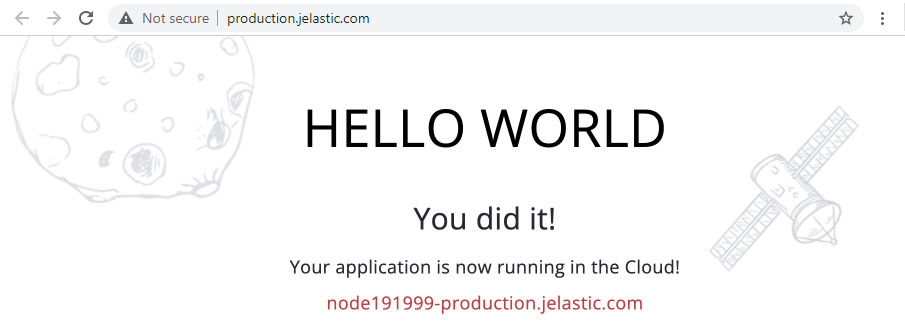 Not secure | production.jelastic.com
HELLO WORLD
You did it!
Your application is now running in the Cloud!
node191999-production.jelastic.com